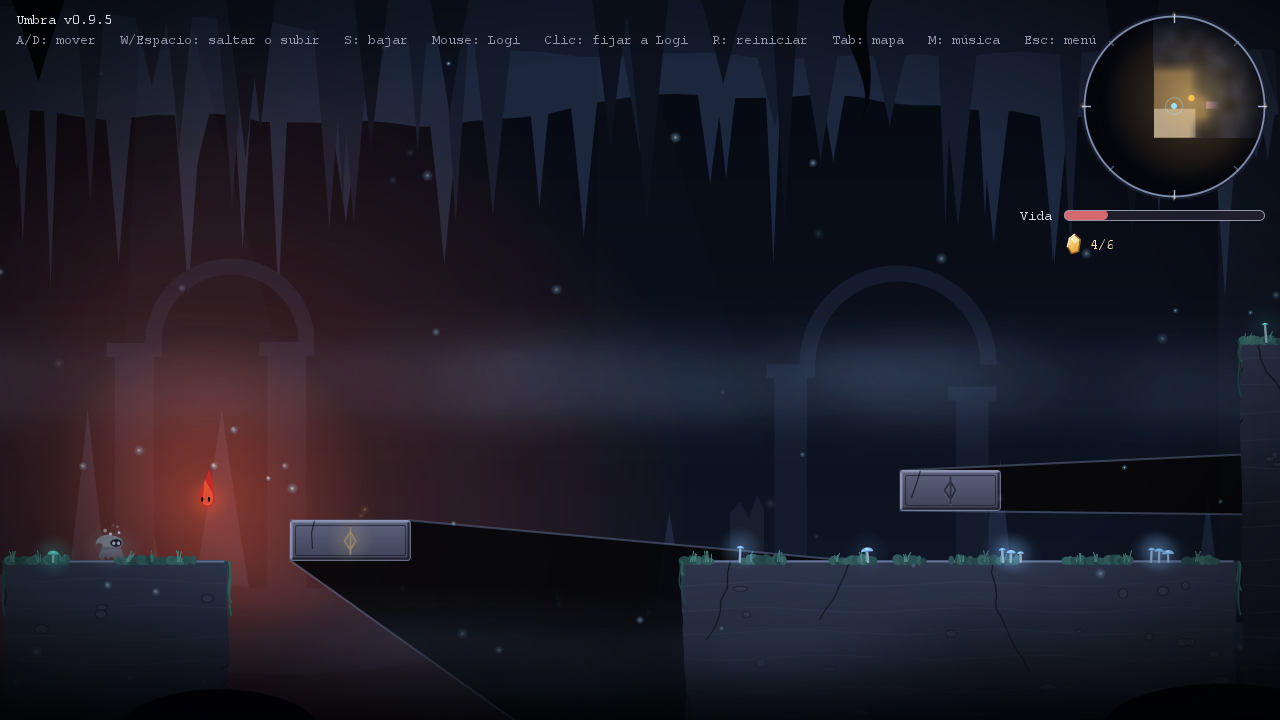 Umbra v0.9.5
A/D: mover W/Espacio: saltar o subir S: bajar Mouse: Logi Clic: fijar a Logi R: reiniciar Tab: mapa M: música Esc: menú
Vida
4/6